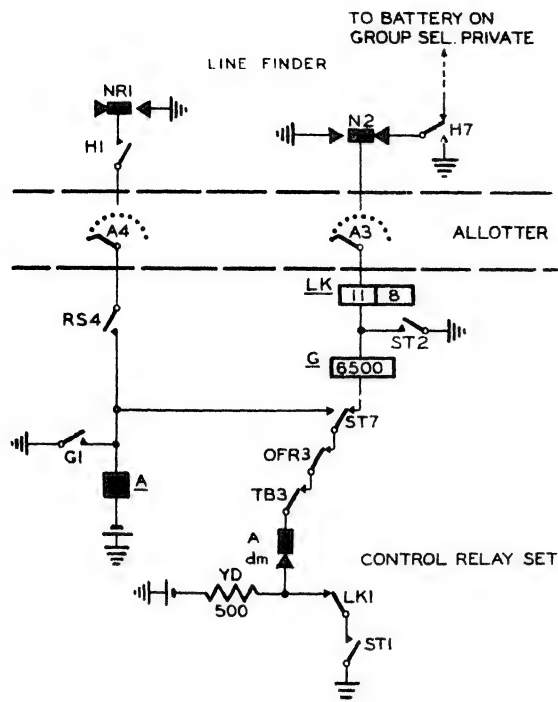 TO BATTERY ON
GROUP SEL. PRIVATE
LINE FINDER
NR1
N2
H7
H1
A4
A3
ALLOTTER
LK
11 8
RS4
ST2
G
6500
ST7
G1
OFR3
A
TB3
A
dm
CONTROL RELAY SET
YD
500
LK1
ST1